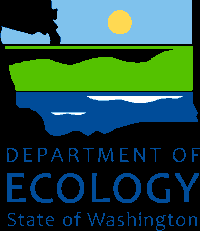 DEPARTMENT OF
ECOLOGY
State of Washington